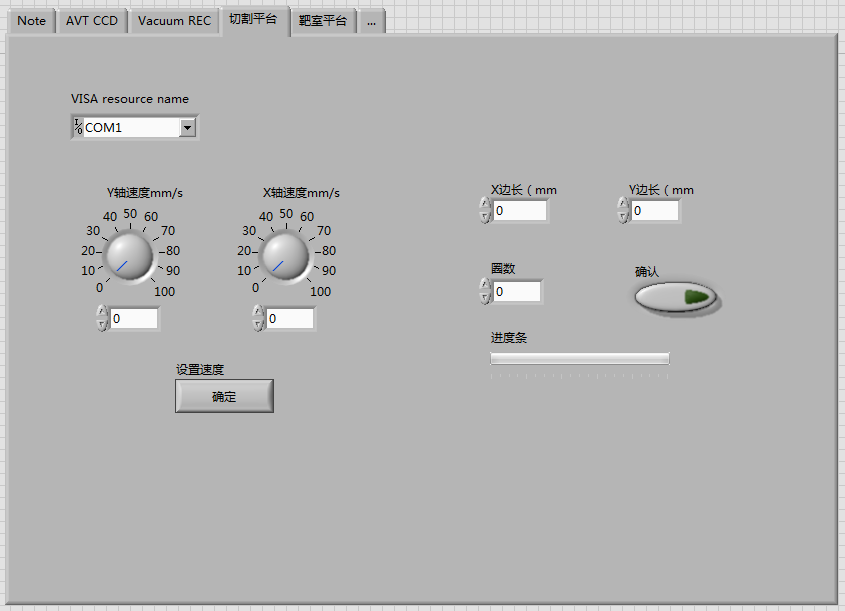 Note AVT CCD Vacuum REC 切割平台 靶室平台 ...
VISA resource name
I/O COM1
Y轴速度mm/s X轴速度mm/s
0 10 20 30 40 50 60 70 80 90 100
0 10 20 30 40 50 60 70 80 90 100
0 0
设置速度
确定
X边长（mm Y边长（mm
0 0
圈数 确认
0
进度条